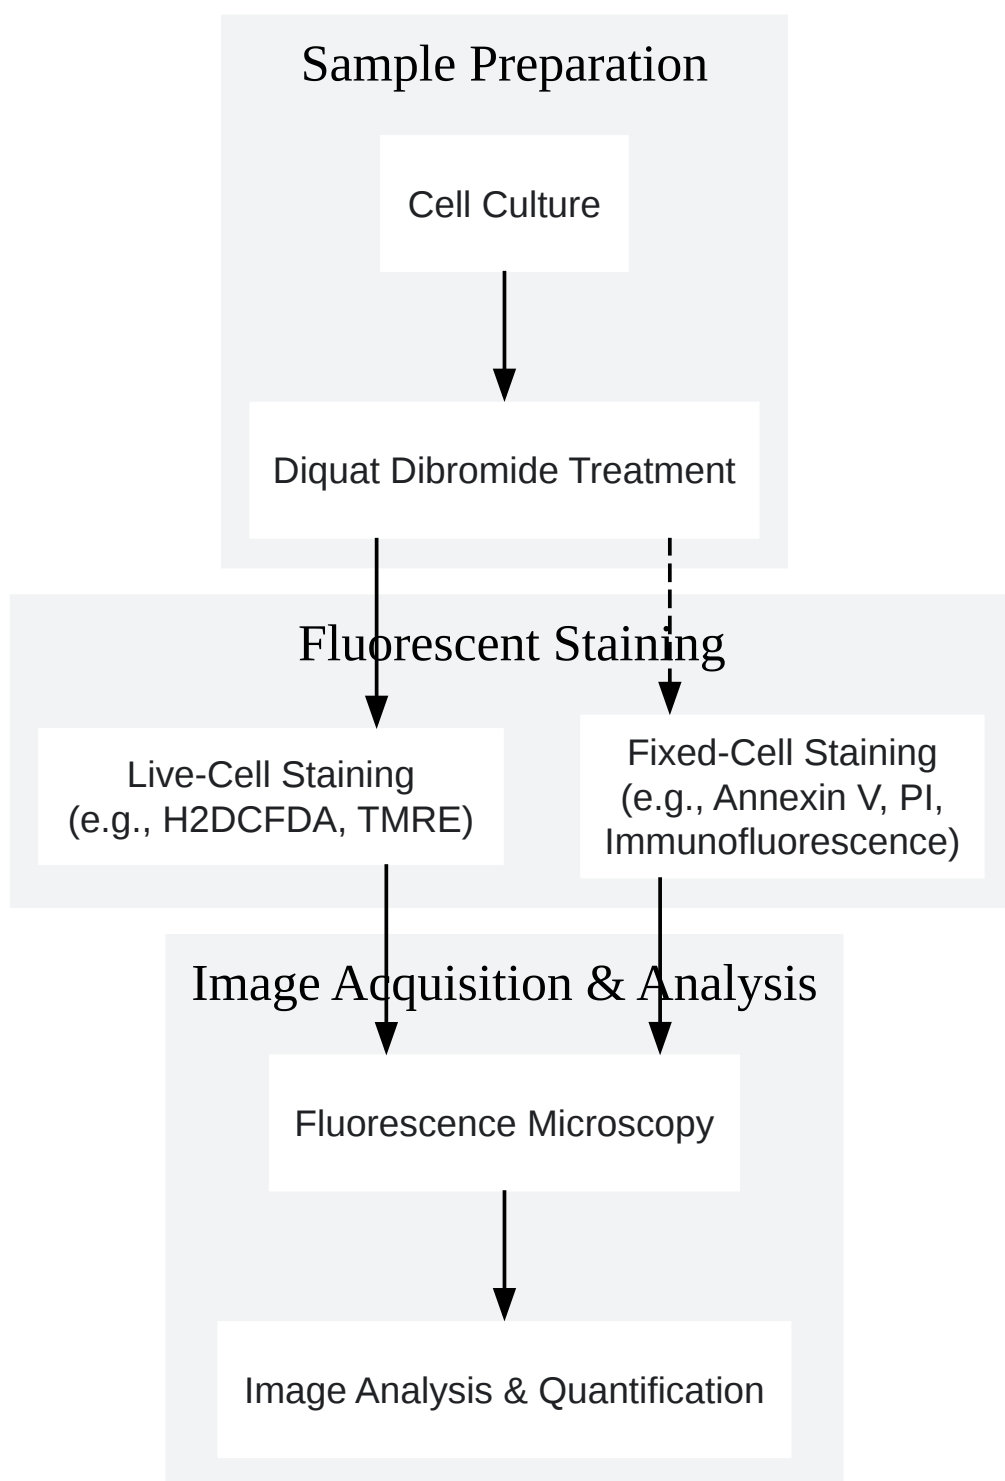 Sample Preparation
Cell Culture
Diquat Dibromide Treatment
Fluorescent Staining
Live-Cell Staining
(e.g., H2DCFDA, TMRE)
Fixed-Cell Staining
(e.g., Annexin V, PI,
Immunofluorescence)
Image Acquisition & Analysis
Fluorescence Microscopy
Image Analysis & Quantification